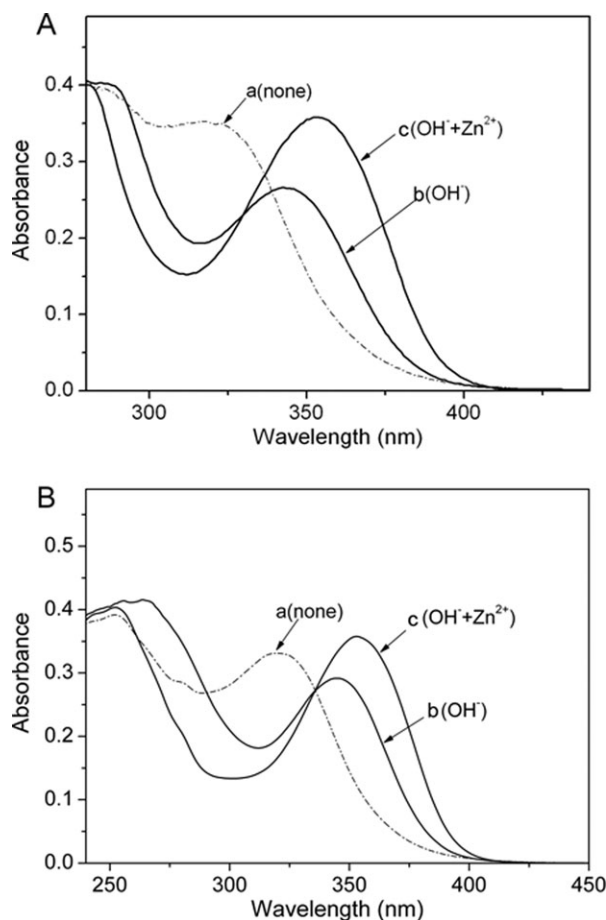 A
a(none)
c(OH⁻+Zn²⁺)
b(OH⁻)
Absorbance
0.4
0.3
0.2
0.1
0.0
300
350
400
Wavelength (nm)
B
a(none)
c(OH⁻+Zn²⁺)
b(OH⁻)
Absorbance
0.5
0.4
0.3
0.2
0.1
0.0
250
300
350
400
450
Wavelength (nm)